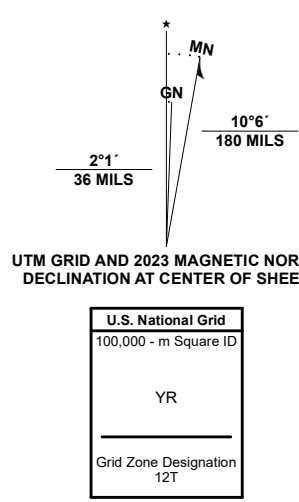 ★
MN
GN
10°6´
180 MILS
2°1´
36 MILS
UTM GRID AND 2023 MAGNETIC NOR
DECLINATION AT CENTER OF SHEE
U.S. National Grid
100,000 - m Square ID
YR
Grid Zone Designation
12T